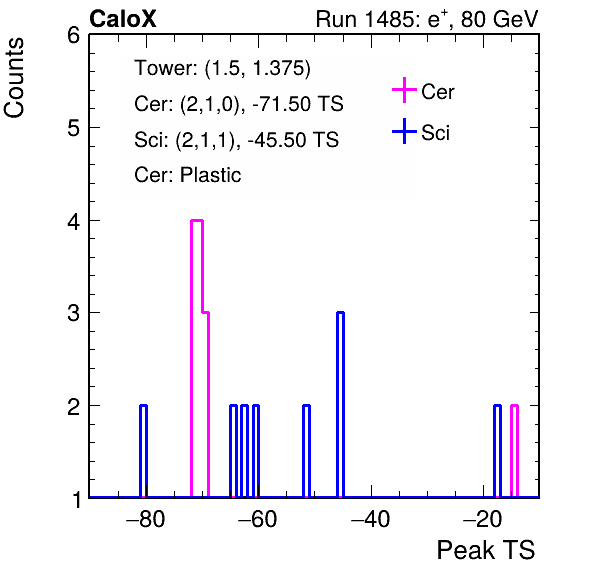 CaloX Run 1485: e⁺, 80 GeV
Counts
Tower: (1.5, 1.375)
Cer: (2,1,0), -71.50 TS
Sci: (2,1,1), -45.50 TS
Cer: Plastic
Cer
Sci
6
5
4
3
2
1
−80 −60 −40 −20
Peak TS